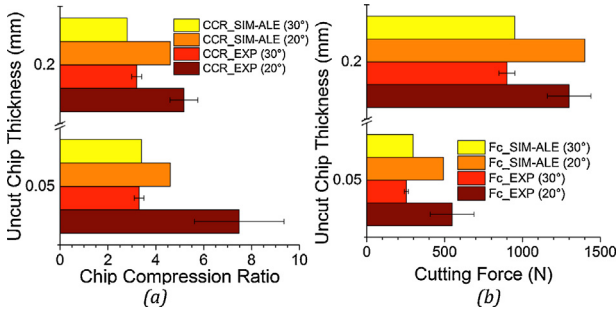 (a)
Uncut Chip Thickness (mm)
0.2
0.05
CCR_SIM-ALE (30°)
CCR_SIM-ALE (20°)
CCR_EXP (30°)
CCR_EXP (20°)
0 2 4 6 8 10
Chip Compression Ratio
(a)
(b)
Uncut Chip Thickness (mm)
0.2
0.05
Fc_SIM-ALE (30°)
Fc_SIM-ALE (20°)
Fc_EXP (30°)
Fc_EXP (20°)
0 500 1000 1500
Cutting Force (N)
(b)